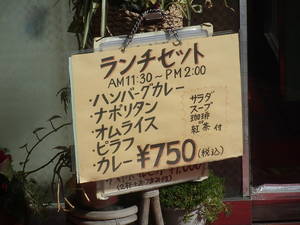 ランチセット
AM11:30～PM2:00
・ハンバーグカレー
・ナポリタン
・オムライス
・ピラフ
・カレー
サラダ
スープ
珈琲
紅茶付
¥750(税込)